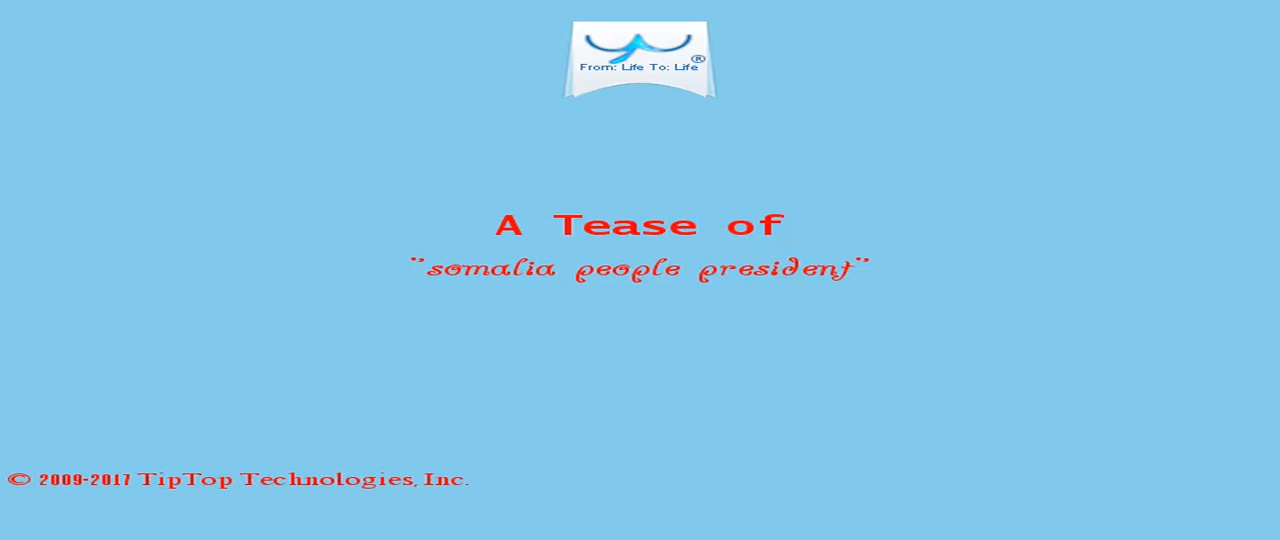 From: Life To: Life ®
A Tease of
"somalia people president"
© 2009-2017 TipTop Technologies, Inc.